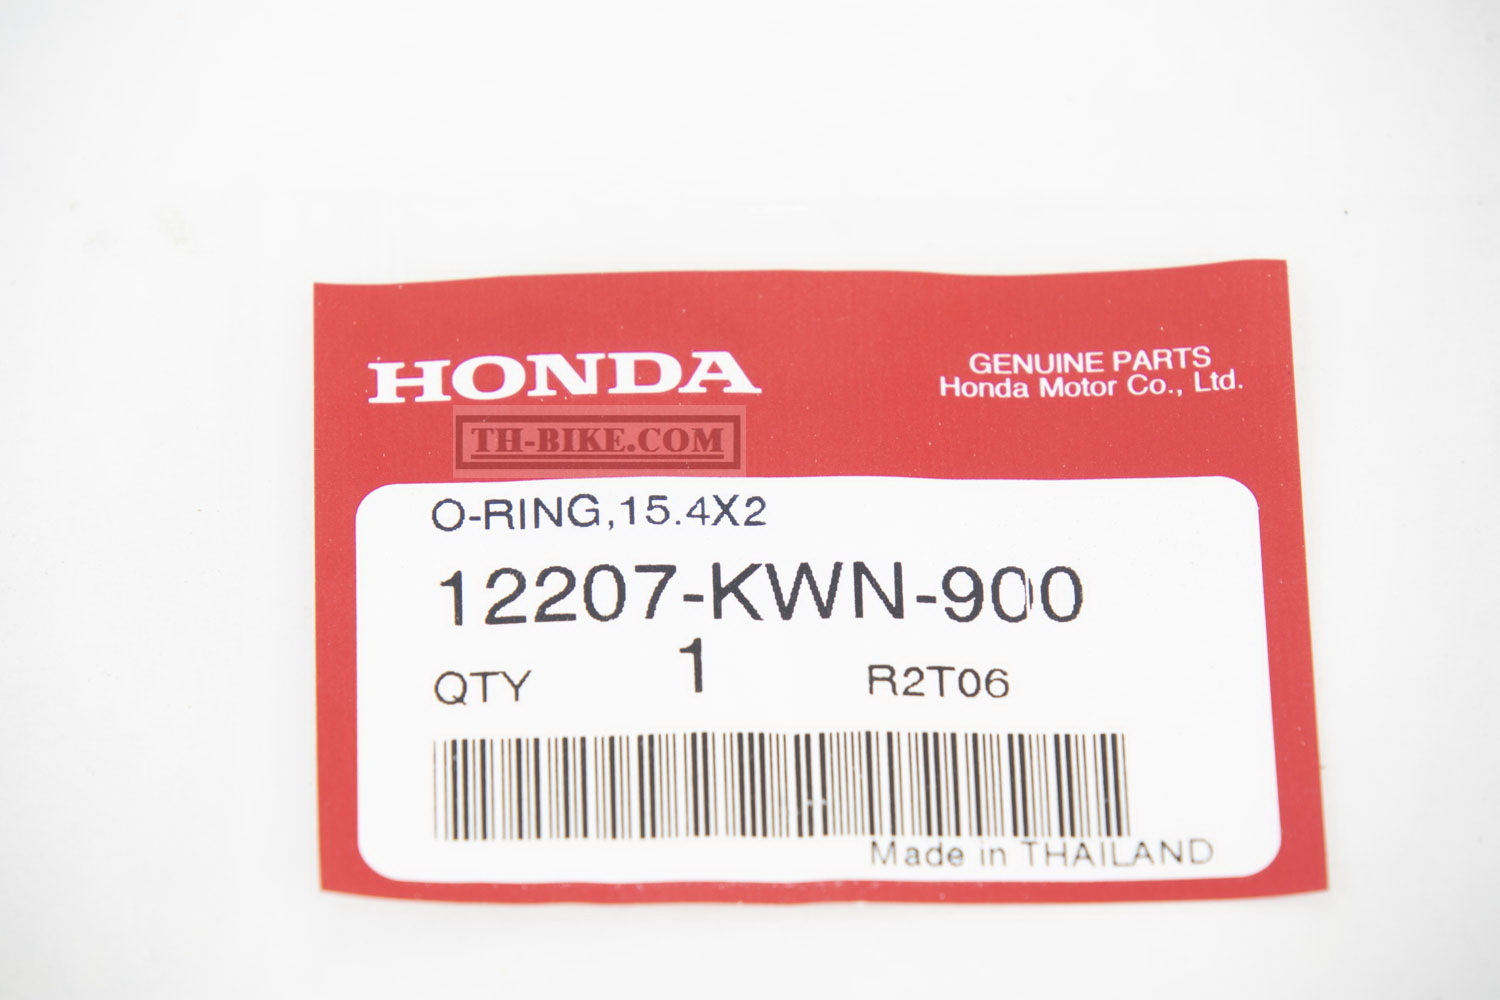 HONDA
GENUINE PARTS
Honda Motor Co., Ltd.
TH-BIKE.COM
O-RING,15.4X2
12207-KWN-900
QTY 1 R2T06
Made in THAILAND